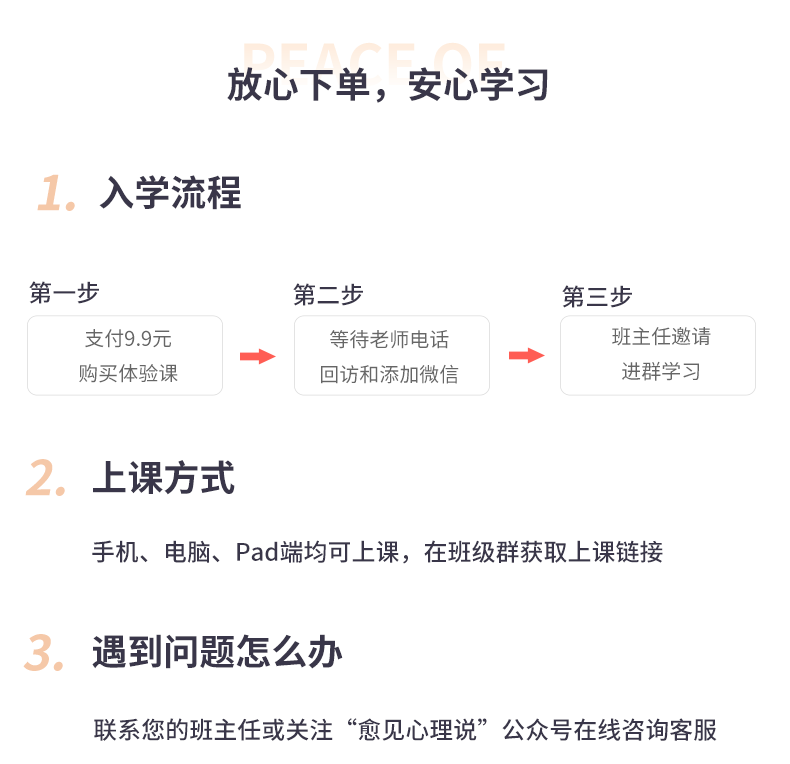 PEACE OF
放心下单，安心学习
1. 入学流程
第一步
支付9.9元
购买体验课
第二步
等待老师电话
回访和添加微信
第三步
班主任邀请
进群学习
2. 上课方式
手机、电脑、Pad端均可上课，在班级群获取上课链接
3. 遇到问题怎么办
联系您的班主任或关注“愈见心理说”公众号在线咨询客服